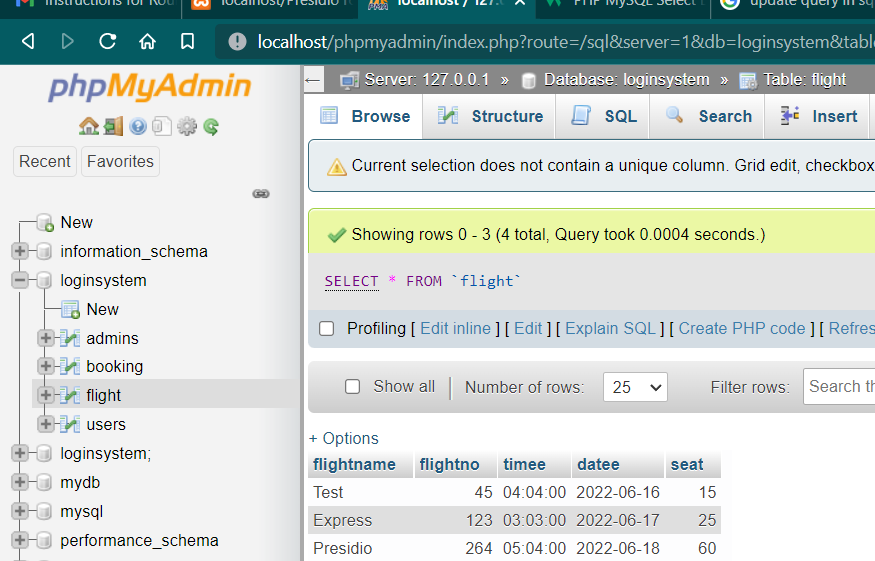 Instructions for Rou
localhost/Presidio
localhost / 127.
PHP MySQL Select
update query in sq
localhost/phpmyadmin/index.php?route=/sql&server=1&db=loginsystem&table
phpMyAdmin
Recent Favorites
New
information_schema
loginsystem
New
admins
booking
flight
users
loginsystem;
mydb
mysql
performance_schema
Server: 127.0.0.1 » Database: loginsystem » Table: flight
Browse Structure SQL Search Insert
Current selection does not contain a unique column. Grid edit, checkbox
Showing rows 0 - 3 (4 total, Query took 0.0004 seconds.)
SELECT * FROM `flight`
Profiling [ Edit inline ] [ Edit ] [ Explain SQL ] [ Create PHP code ] [ Refres
Show all Number of rows: 25 Filter rows: Search th
+ Options
flightname flightno timee datee seat
Test 45 04:04:00 2022-06-16 15
Express 123 03:03:00 2022-06-17 25
Presidio 264 05:04:00 2022-06-18 60